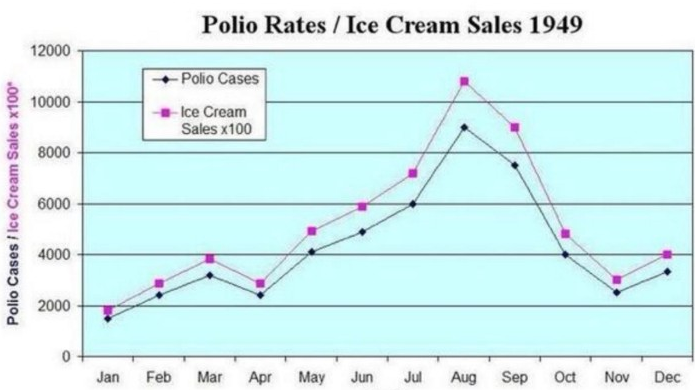 Polio Rates / Ice Cream Sales 1949
Polio Cases / Ice Cream Sales x100*
12000
10000
8000
6000
4000
2000
0
Polio Cases
Ice Cream
Sales x100
Jan Feb Mar Apr May Jun Jul Aug Sep Oct Nov Dec